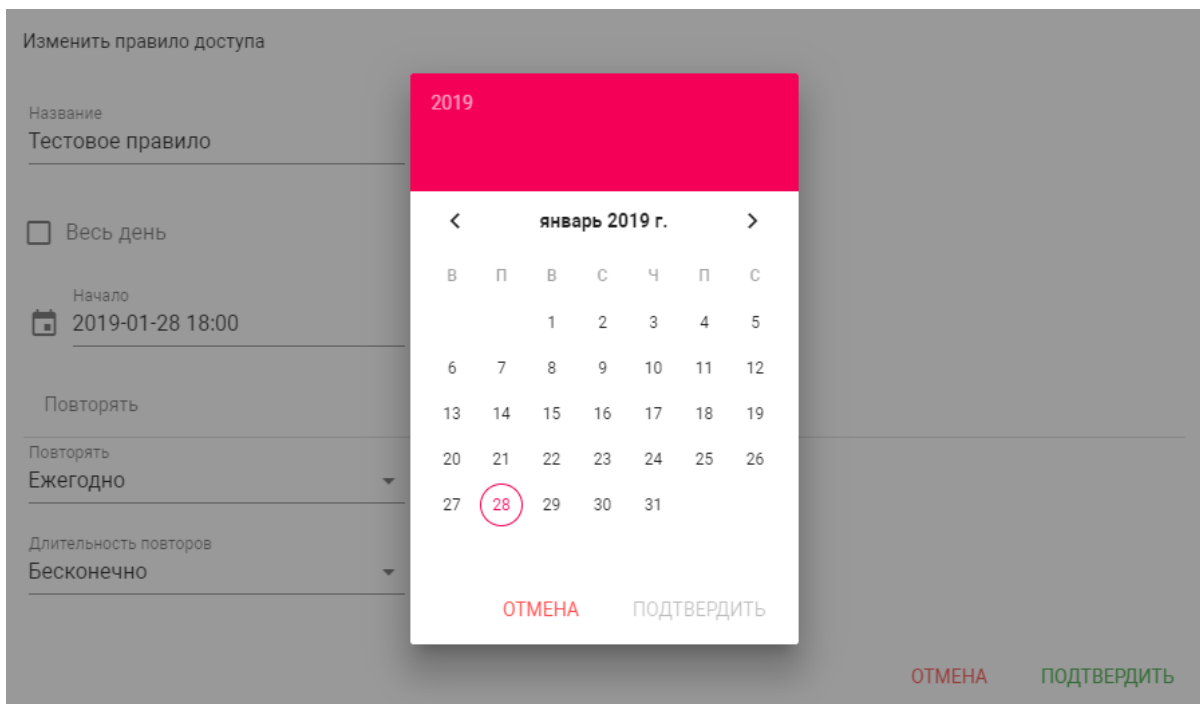 Изменить правило доступа
Название
Тестовое правило
Весь день
Начало
2019-01-28 18:00
Повторять
Повторять
Ежегодно
Длительность повторов
Бесконечно
2019
январь 2019 г.
В П В С Ч П С
1 2 3 4 5
6 7 8 9 10 11 12
13 14 15 16 17 18 19
20 21 22 23 24 25 26
27 28 29 30 31
ОТМЕНА ПОДТВЕРДИТЬ
ОТМЕНА ПОДТВЕРДИТЬ